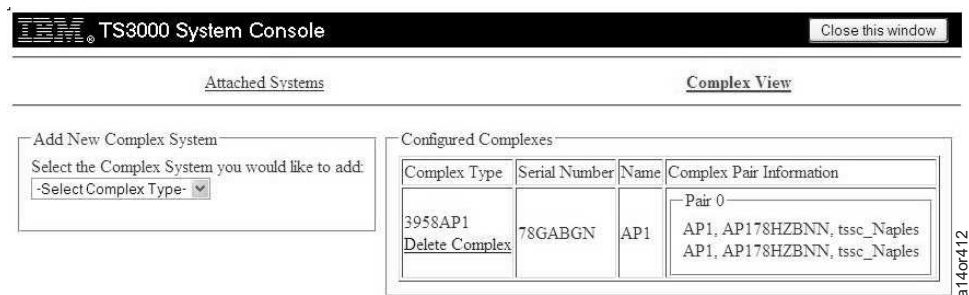 IBM® TS3000 System Console
Close this window
Attached Systems
Complex View
Add New Complex System
Select the Complex System you would like to add:
-Select Complex Type-
Configured Complexes
Complex Type Serial Number Name Complex Pair Information
3958AP1
Delete Complex
78GABGN
AP1
Pair 0
AP1, AP178HZBNN, tssc_Naples
AP1, AP178HZBNN, tssc_Naples
a14or412